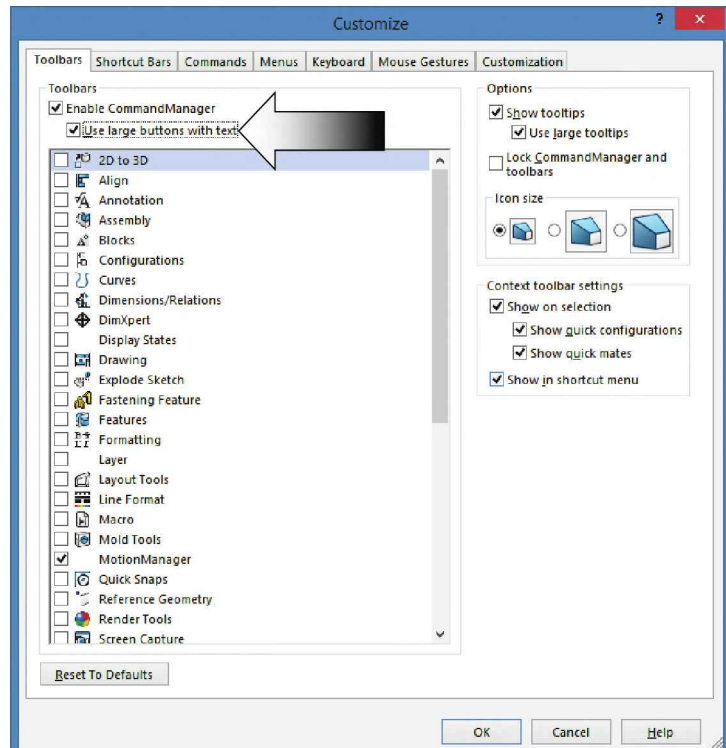 Customize
?
Toolbars Shortcut Bars Commands Menus Keyboard Mouse Gestures Customization
Toolbars
Enable CommandManager
Use large buttons with text
2D to 3D
Align
Annotation
Assembly
Blocks
Configurations
Curves
Dimensions/Relations
DimXpert
Display States
Drawing
Explode Sketch
Fastening Feature
Features
Formatting
Layer
Layout Tools
Line Format
Macro
Mold Tools
MotionManager
Quick Snaps
Reference Geometry
Render Tools
Screen Capture
Reset To Defaults
Options
Show tooltips
Use large tooltips
Lock CommandManager and
toolbars
Icon size
Context toolbar settings
Show on selection
Show quick configurations
Show quick mates
Show in shortcut menu
OK Cancel Help